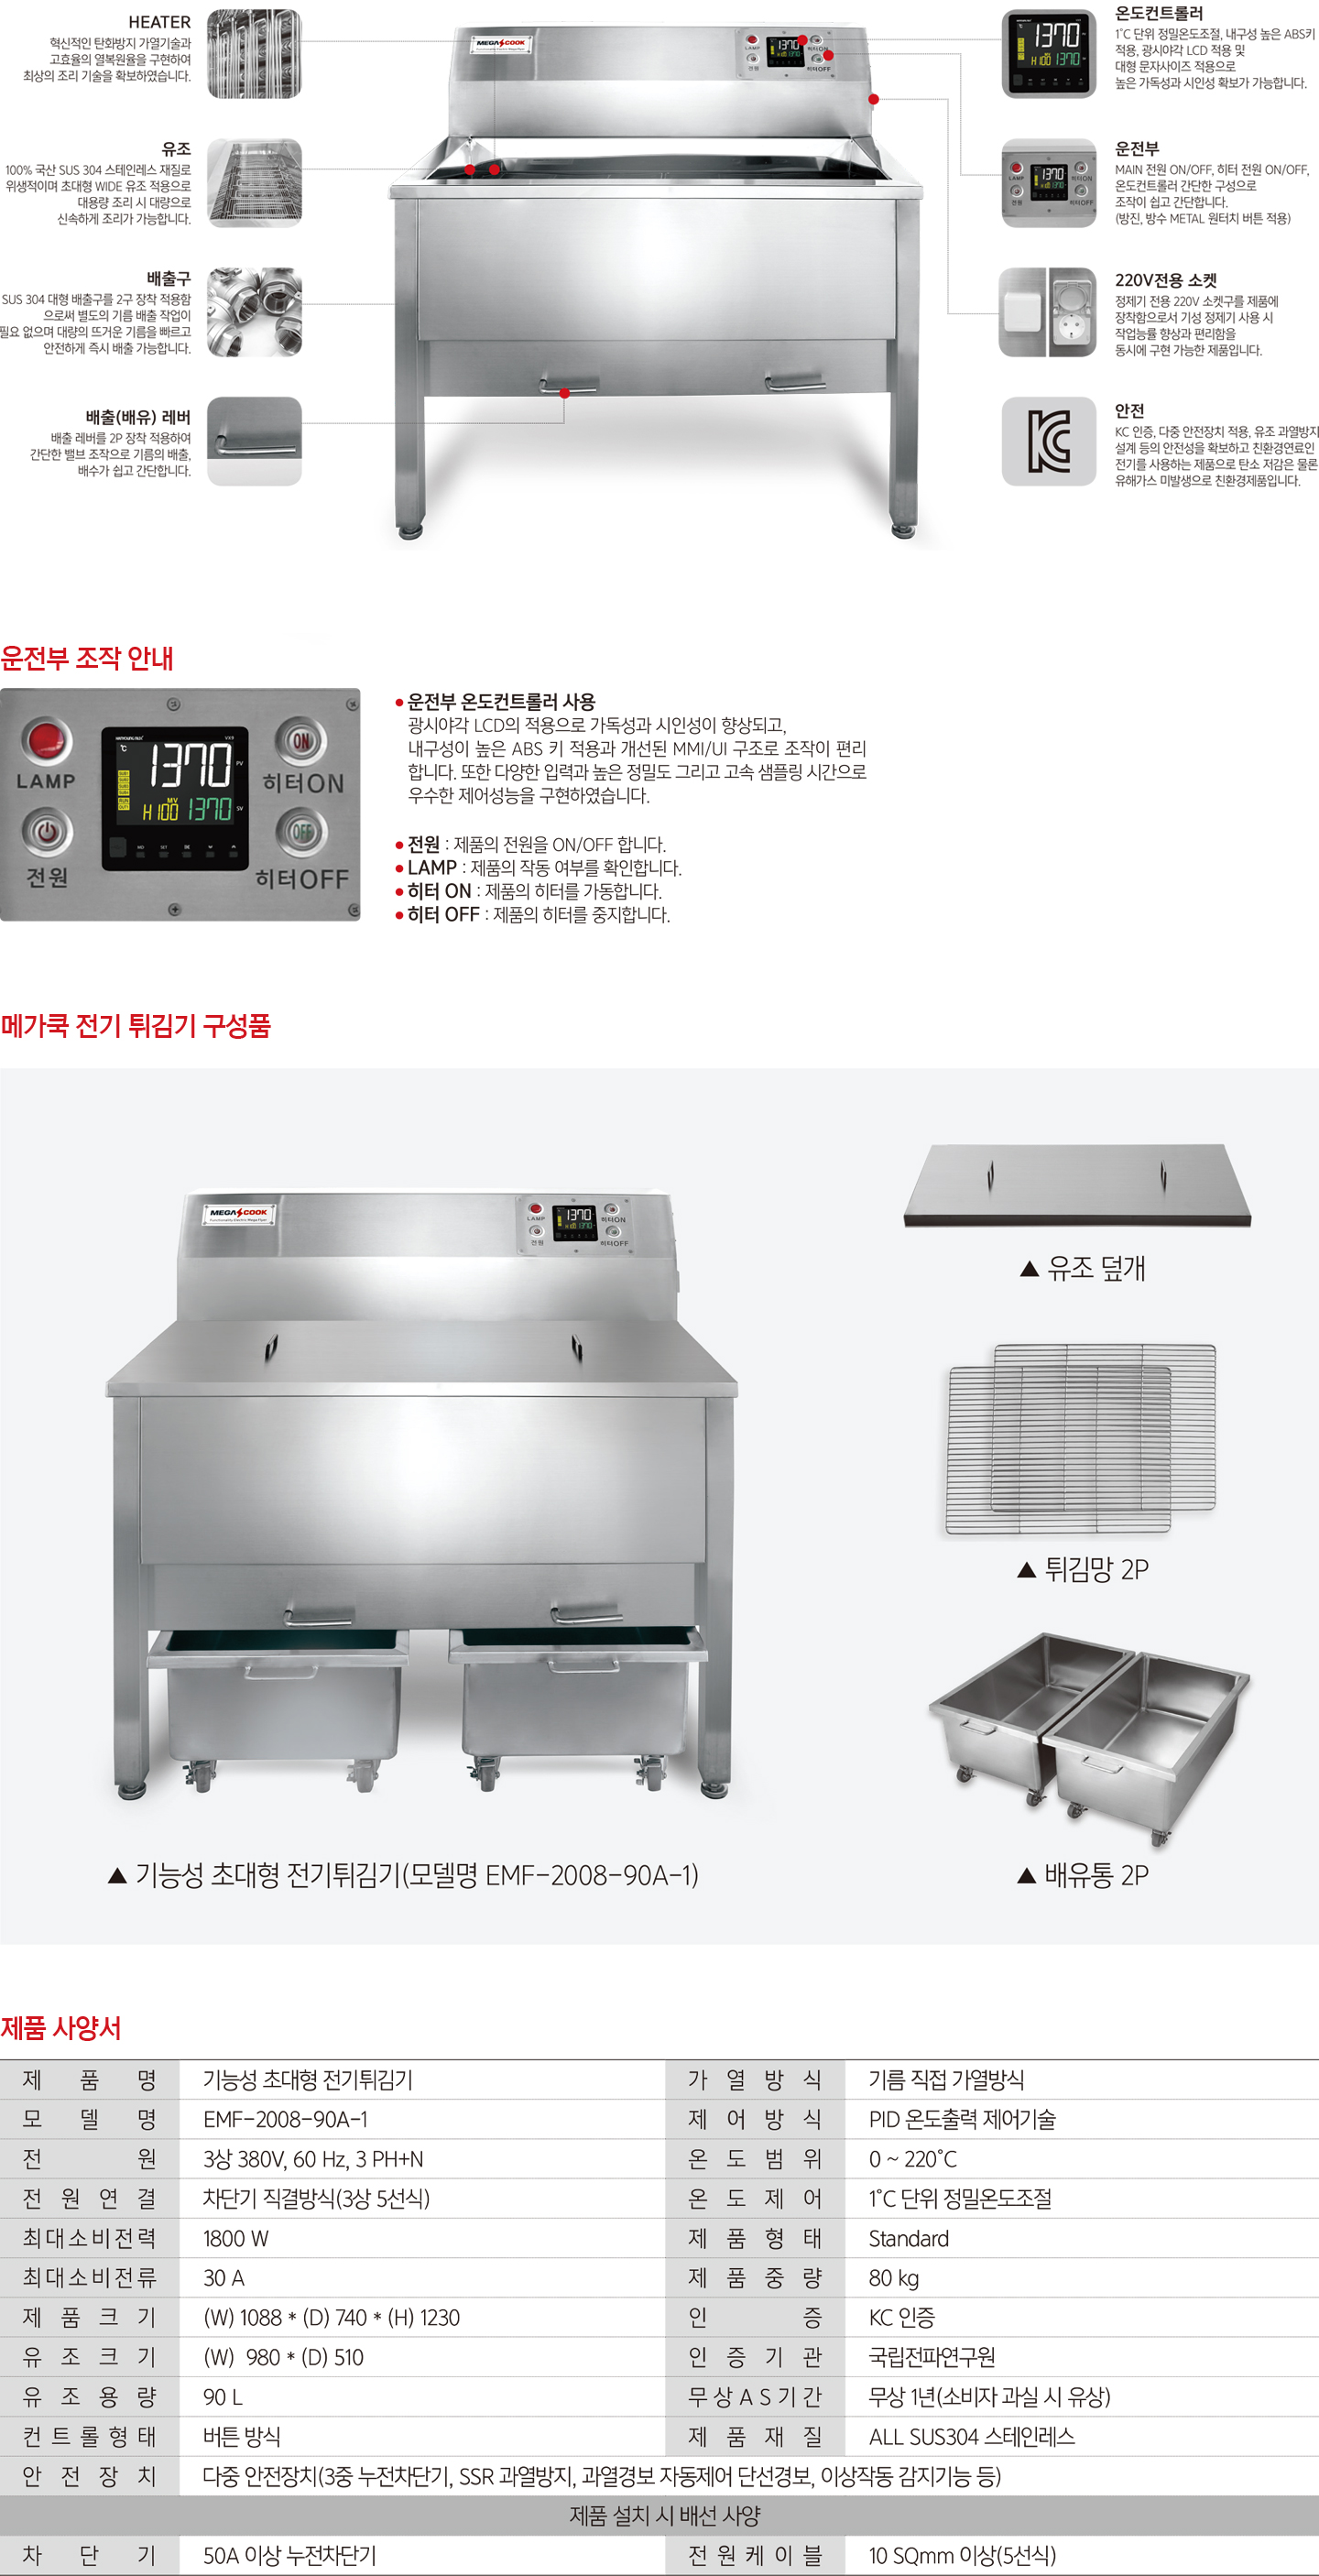 HEATER
혁신적인 탄화방지 가열기술과
고효율의 열복원율을 구현하여
최상의 조리 기술을 확보하였습니다.
유조
100% 국산 SUS 304 스테인레스 재질로
위생적이며 초대형 WIDE 유조 적용으로
대용량 조리 시 대량으로
신속하게 조리가 가능합니다.
배출구
SUS 304 대형 배출구를 2구 장착 적용함
으로써 별도의 기름 배출 작업이
필요 없으며 대량의 뜨거운 기름을 빠르고
안전하게 즉시 배출 가능합니다.
배출(배유) 레버
배출 레버를 2P 장착 적용하여
간단한 밸브 조작으로 기름의 배출,
배수가 쉽고 간단합니다.
MEGA COOK
LAMP
전원
1370
H 100 1370
히터ON
히터OFF
온도컨트롤러
1˚C 단위 정밀온도조절, 내구성 높은 ABS키
적용, 광시야각 LCD 적용 및
대형 문자사이즈 적용으로
높은 가독성과 시인성 확보가 가능합니다.
운전부
MAIN 전원 ON/OFF, 히터 전원 ON/OFF,
온도컨트롤러 간단한 구성으로
조작이 쉽고 간단합니다.
(방진, 방수 METAL 원터치 버튼 적용)
220V전용 소켓
정제기 전용 220V 소켓구를 제품에
장착함으로서 기성 정제기 사용 시
작업능률 향상과 편리함을
동시에 구현 가능한 제품입니다.
안전
KC 인증, 다중 안전장치 적용, 유조 과열방지
설계 등의 안전성을 확보하고 친환경연료인
전기를 사용하는 제품으로 탄소 저감은 물론
유해가스 미발생으로 친환경제품입니다.
운전부 조작 안내
LAMP
전원
HANYOUNG NUX VX9
℃ 1370 PV
MV
H 100 1370 SV
ON
히터ON
OFF
히터OFF
● 운전부 온도컨트롤러 사용
광시야각 LCD의 적용으로 가독성과 시인성이 향상되고,
내구성이 높은 ABS 키 적용과 개선된 MMI/UI 구조로 조작이 편리
합니다. 또한 다양한 입력과 높은 정밀도 그리고 고속 샘플링 시간으로
우수한 제어성능을 구현하였습니다.
● 전원 : 제품의 전원을 ON/OFF 합니다.
● LAMP : 제품의 작동 여부를 확인합니다.
● 히터 ON : 제품의 히터를 가동합니다.
● 히터 OFF : 제품의 히터를 중지합니다.
메가쿡 전기 튀김기 구성품
MEGA COOK
Functionality Electric Mega Fryer
LAMP
전원
1370
H 100 1370
히터ON
히터OFF
▲ 유조 덮개
▲ 튀김망 2P
▲ 기능성 초대형 전기튀김기(모델명 EMF-2008-90A-1)
▲ 배유통 2P
제품 사양서
제품명 기능성 초대형 전기튀김기 가열방식 기름 직접 가열방식
모델명 EMF-2008-90A-1 제어방식 PID 온도출력 제어기술
전원 3상 380V, 60 Hz, 3 PH+N 온도범위 0 ~ 220˚C
전원연결 차단기 직결방식(3상 5선식) 온도제어 1˚C 단위 정밀온도조절
최대소비전력 1800 W 제품형태 Standard
최대소비전류 30 A 제품중량 80 kg
제품크기 (W) 1088 * (D) 740 * (H) 1230 인증 KC 인증
유조크기 (W) 980 * (D) 510 인증기관 국립전파연구원
유조용량 90 L 무상AS기간 무상 1년(소비자 과실 시 유상)
컨트롤형태 버튼 방식 제품재질 ALL SUS304 스테인레스
안전장치 다중 안전장치(3중 누전차단기, SSR 과열방지, 과열경보 자동제어 단선경보, 이상작동 감지기능 등)
제품 설치 시 배선 사양
차단기 50A 이상 누전차단기 전원케이블 10 SQmm 이상(5선식)